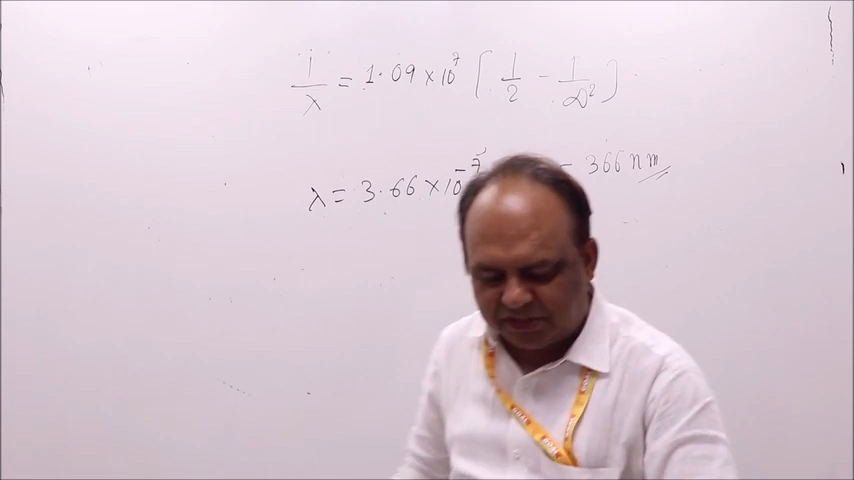 1/λ = 1.09 × 10⁷ [ 1/2 − 1/∞² ]
λ = 3.66 × 10⁻⁷ = 366 nm